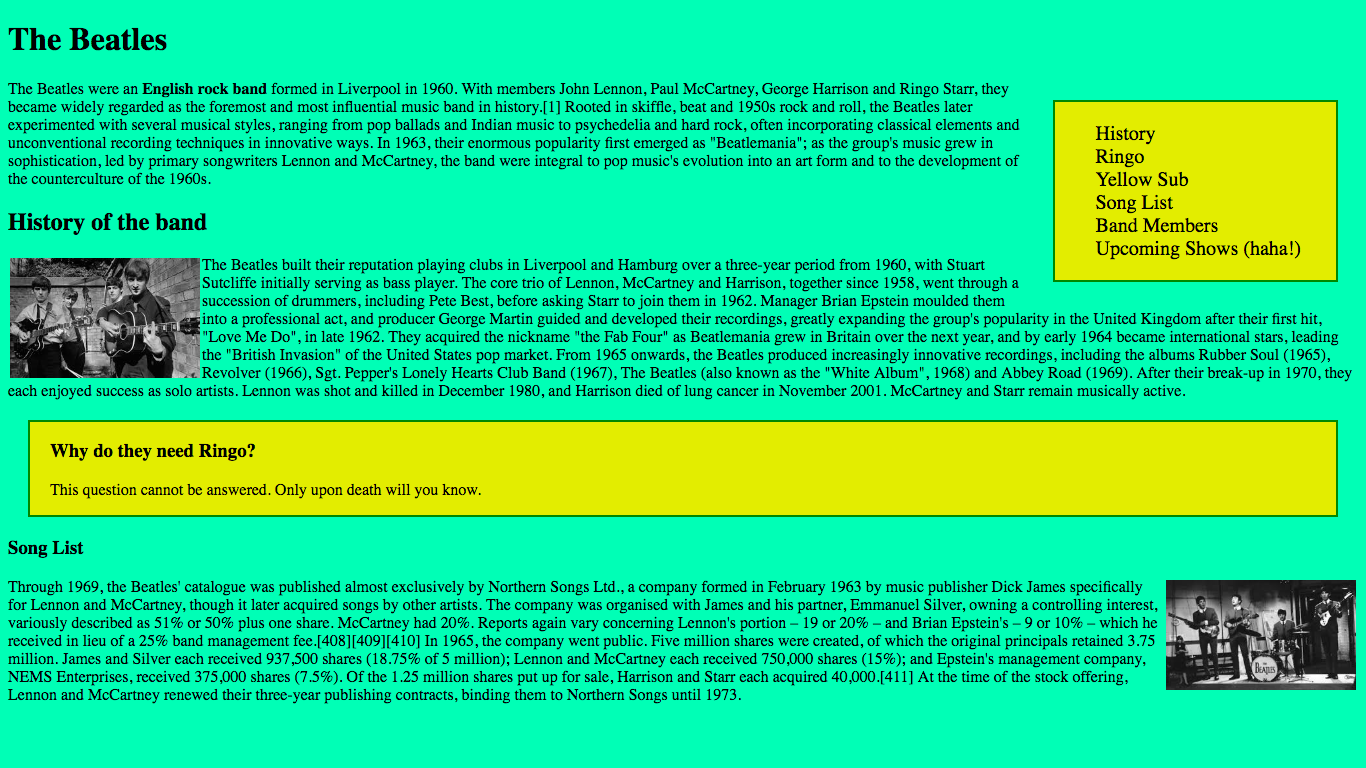 The Beatles
The Beatles were an English rock band formed in Liverpool in 1960. With members John Lennon, Paul McCartney, George Harrison and Ringo Starr, they
became widely regarded as the foremost and most influential music band in history.[1] Rooted in skiffle, beat and 1950s rock and roll, the Beatles later
experimented with several musical styles, ranging from pop ballads and Indian music to psychedelia and hard rock, often incorporating classical elements and
unconventional recording techniques in innovative ways. In 1963, their enormous popularity first emerged as "Beatlemania"; as the group's music grew in
sophistication, led by primary songwriters Lennon and McCartney, the band were integral to pop music's evolution into an art form and to the development of
the counterculture of the 1960s.
History
Ringo
Yellow Sub
Song List
Band Members
Upcoming Shows (haha!)
History of the band
The Beatles built their reputation playing clubs in Liverpool and Hamburg over a three-year period from 1960, with Stuart
Sutcliffe initially serving as bass player. The core trio of Lennon, McCartney and Harrison, together since 1958, went through a
succession of drummers, including Pete Best, before asking Starr to join them in 1962. Manager Brian Epstein moulded them
into a professional act, and producer George Martin guided and developed their recordings, greatly expanding the group's popularity in the United Kingdom after their first hit,
"Love Me Do", in late 1962. They acquired the nickname "the Fab Four" as Beatlemania grew in Britain over the next year, and by early 1964 became international stars, leading
the "British Invasion" of the United States pop market. From 1965 onwards, the Beatles produced increasingly innovative recordings, including the albums Rubber Soul (1965),
Revolver (1966), Sgt. Pepper's Lonely Hearts Club Band (1967), The Beatles (also known as the "White Album", 1968) and Abbey Road (1969). After their break-up in 1970, they
each enjoyed success as solo artists. Lennon was shot and killed in December 1980, and Harrison died of lung cancer in November 2001. McCartney and Starr remain musically active.
Why do they need Ringo?
This question cannot be answered. Only upon death will you know.
Song List
Through 1969, the Beatles' catalogue was published almost exclusively by Northern Songs Ltd., a company formed in February 1963 by music publisher Dick James specifically
for Lennon and McCartney, though it later acquired songs by other artists. The company was organised with James and his partner, Emmanuel Silver, owning a controlling interest,
variously described as 51% or 50% plus one share. McCartney had 20%. Reports again vary concerning Lennon's portion – 19 or 20% – and Brian Epstein's – 9 or 10% – which he
received in lieu of a 25% band management fee.[408][409][410] In 1965, the company went public. Five million shares were created, of which the original principals retained 3.75
million. James and Silver each received 937,500 shares (18.75% of 5 million); Lennon and McCartney each received 750,000 shares (15%); and Epstein's management company,
NEMS Enterprises, received 375,000 shares (7.5%). Of the 1.25 million shares put up for sale, Harrison and Starr each acquired 40,000.[411] At the time of the stock offering,
Lennon and McCartney renewed their three-year publishing contracts, binding them to Northern Songs until 1973.
THE
BEATLES